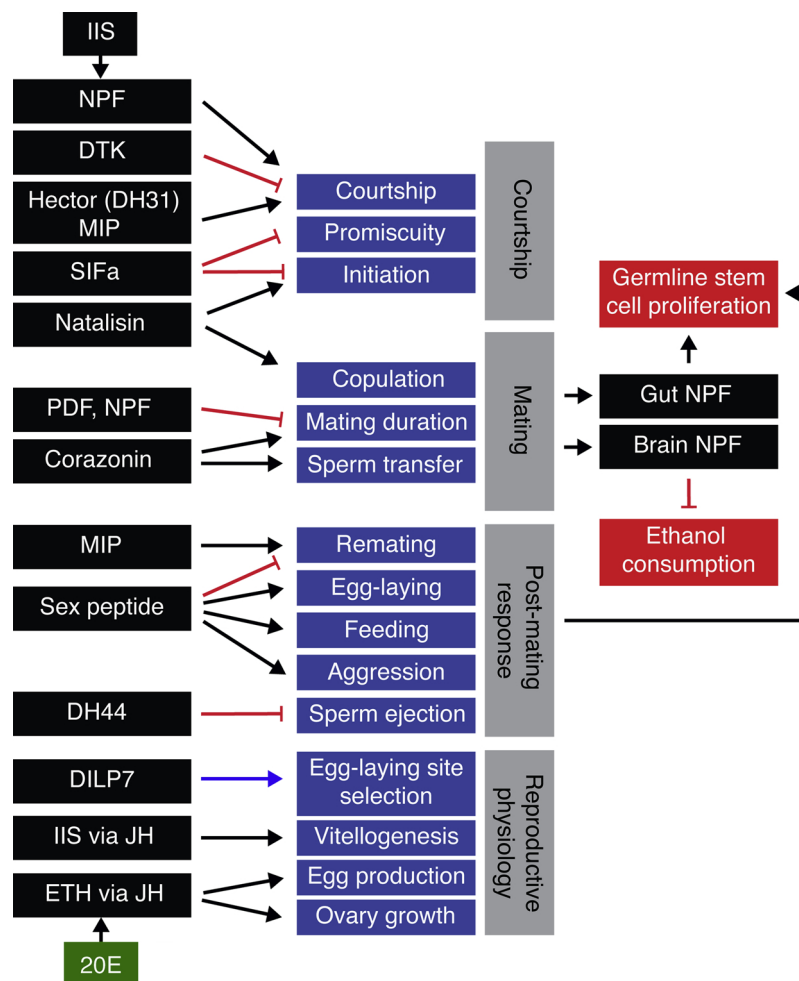 IIS
NPF
DTK
Hector (DH31)
MIP
SIFa
Natalisin
PDF, NPF
Corazonin
MIP
Sex peptide
DH44
DILP7
IIS via JH
ETH via JH
20E
Courtship
Promiscuity
Initiation
Copulation
Mating duration
Sperm transfer
Remating
Egg-laying
Feeding
Aggression
Sperm ejection
Egg-laying site
selection
Vitellogenesis
Egg production
Ovary growth
Courtship
Mating
Post-mating
response
Reproductive
physiology
Germline stem
cell proliferation
Gut NPF
Brain NPF
Ethanol
consumption